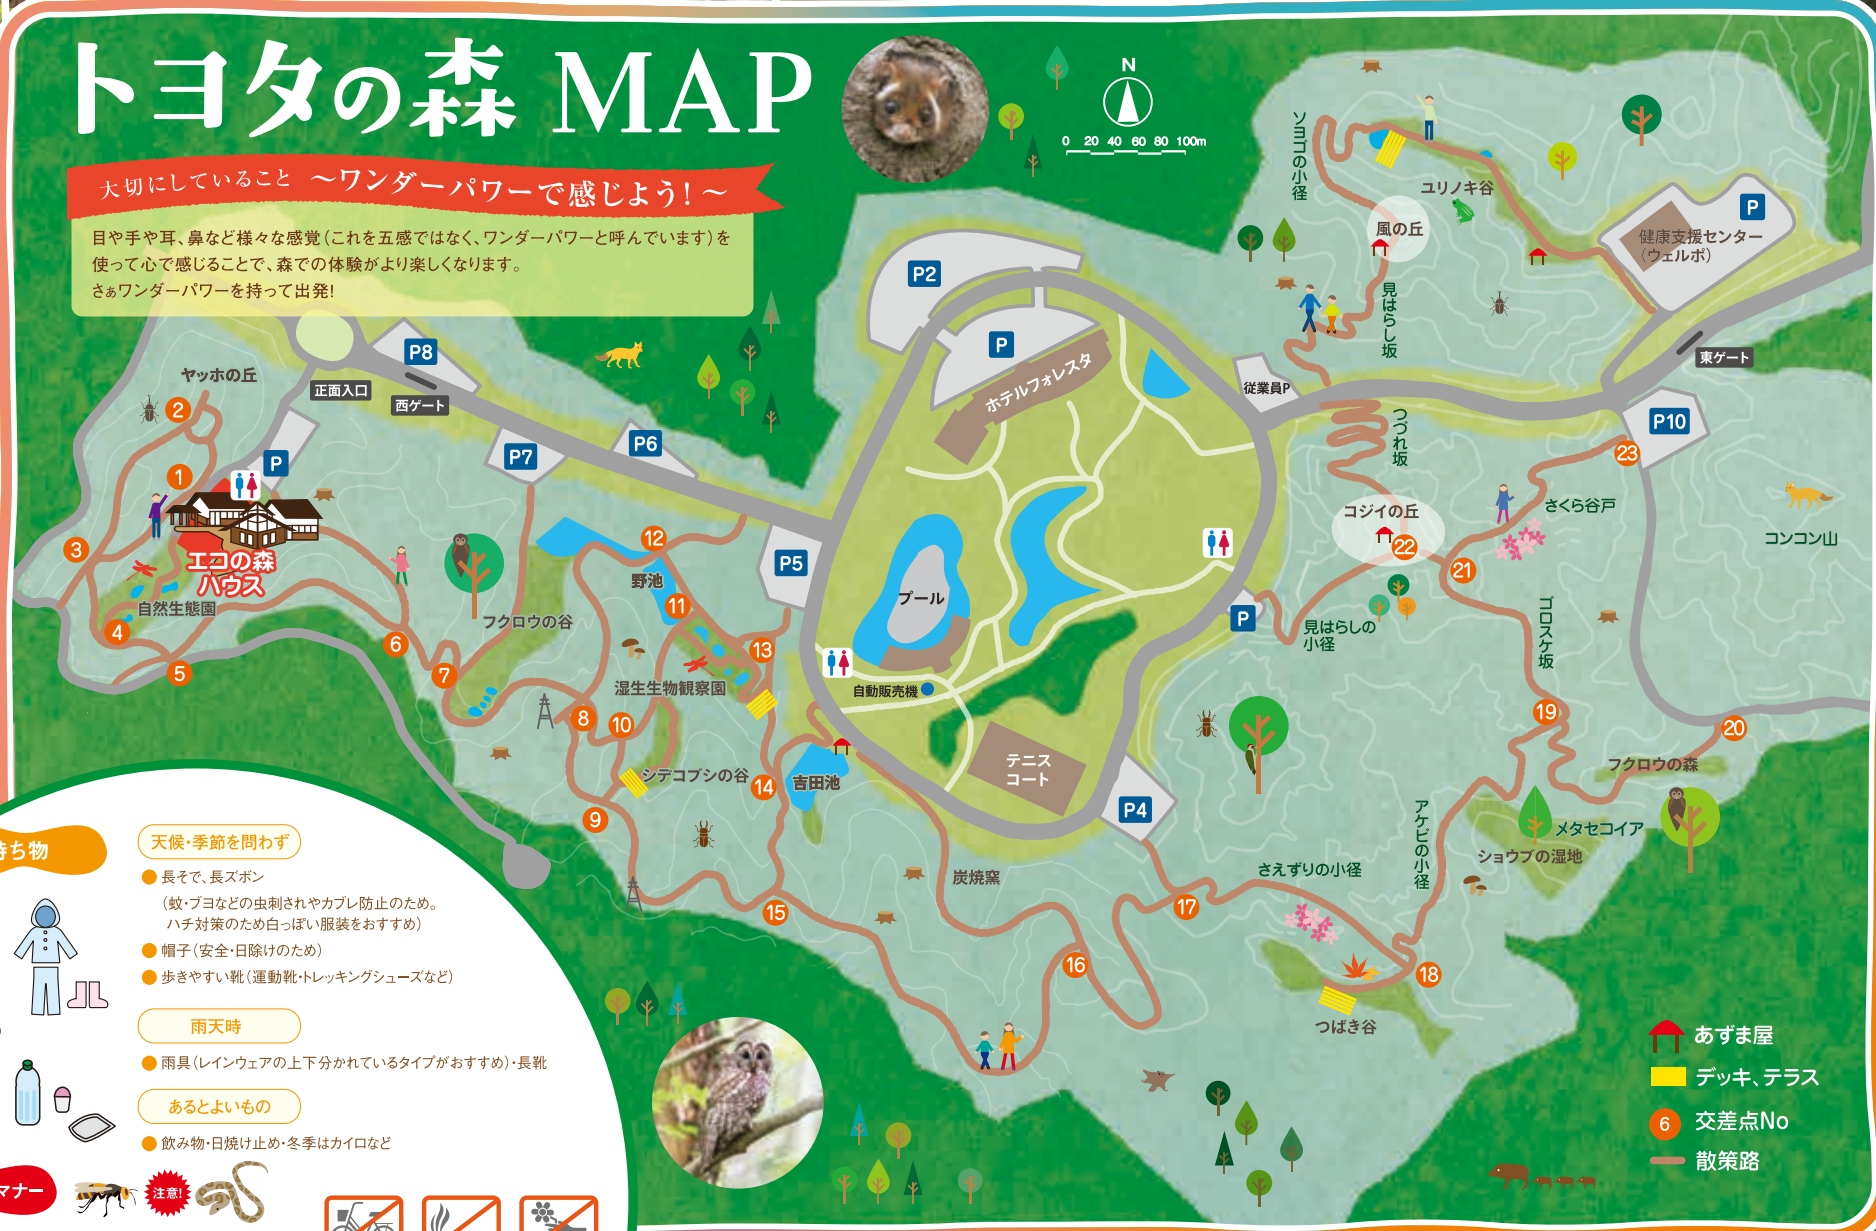 トヨタの森 MAP
大切にしていること ～ワンダーパワーで感じよう！～
目や手や耳、鼻など様々な感覚（これを五感ではなく、ワンダーパワーと呼んでいます）を
使って心で感じることで、森での体験がより楽しくなります。
さぁワンダーパワーを持って出発！
N
0 20 40 60 80 100m
ソヨゴの小径
ユリノキ谷
風の丘
P
健康支援センター
（ウェルポ）
見はらし坂
東ゲート
従業員P
P10
P2
P
ホテルフォレスタ
P8
正面入口
西ゲート
ヤッホの丘
2
P
1
P7
P6
P5
エコの森
ハウス
3
自然生態園
4
5
6
7
フクロウの谷
12
野池
11
13
湿生生物観察園
8
10
シデコブシの谷
14
吉田池
9
15
プール
自動販売機
テニス
コート
P4
P
つづれ坂
23
さくら谷戸
コジイの丘
22
21
コンコン山
見はらしの
小径
ゴロスケ坂
19
20
フクロウの森
メタセコイア
ショウブの湿地
アケビの小径
さえずりの小径
17
炭焼窯
16
18
つばき谷
あずま屋
デッキ、テラス
6 交差点No
散策路
持ち物
天候・季節を問わず
長そで、長ズボン
（蚊・ブヨなどの虫刺されやカブレ防止のため。
ハチ対策のため白っぽい服装をおすすめ）
帽子（安全・日除けのため）
歩きやすい靴（運動靴・トレッキングシューズなど）
雨天時
雨具（レインウェアの上下分かれているタイプがおすすめ）・長靴
あるとよいもの
飲み物・日焼け止め・冬季はカイロなど
マナー
注意！